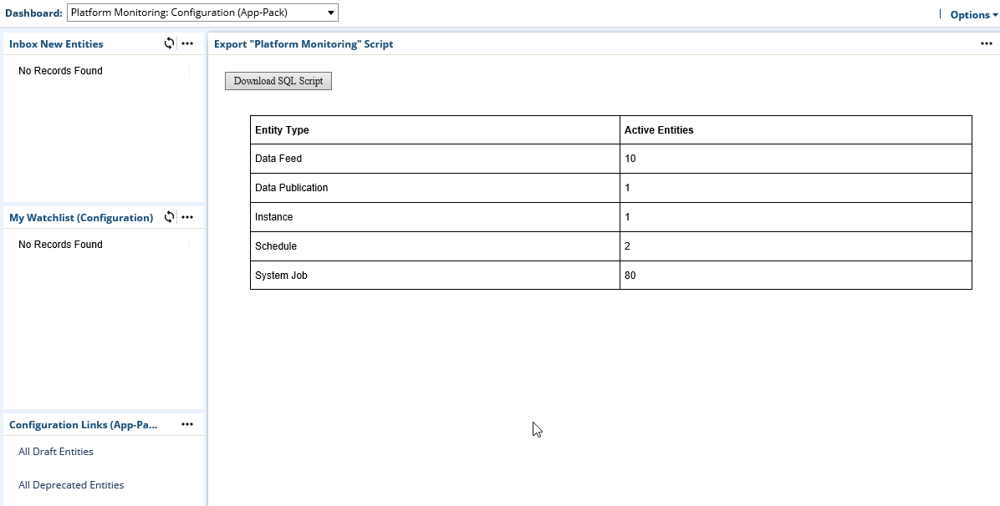 Dashboard: Platform Monitoring: Configuration (App-Pack) | Options
Inbox New Entities
No Records Found
My Watchlist (Configuration)
No Records Found
Configuration Links (App-Pa...
All Draft Entities
All Deprecated Entities
Export "Platform Monitoring" Script
Download SQL Script
Entity Type Active Entities
Data Feed 10
Data Publication 1
Instance 1
Schedule 2
System Job 80